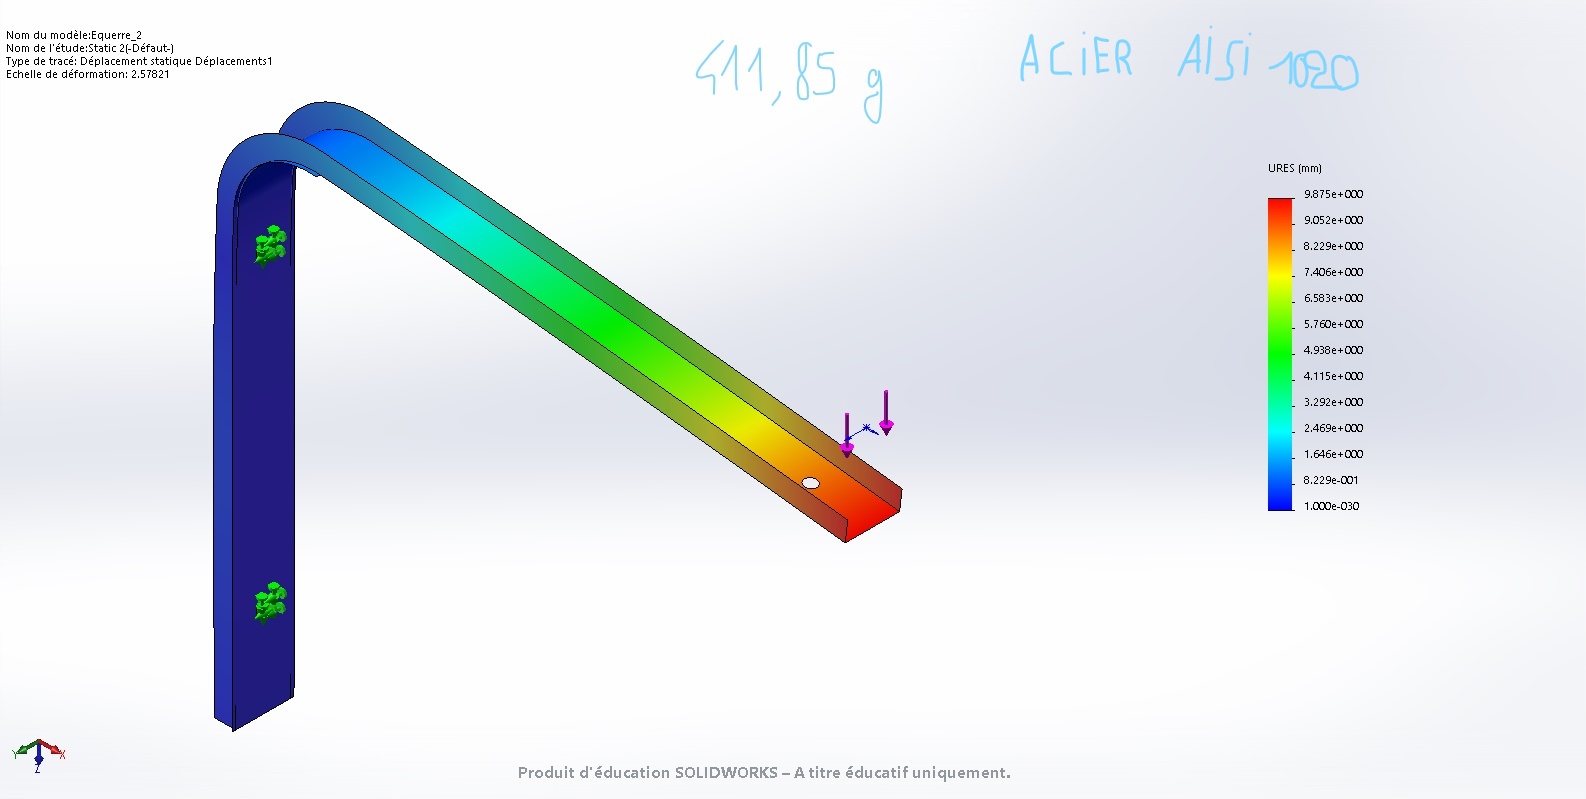 Nom du modèle:Equerre_2
Nom de l'étude:Static 2(-Défaut-)
Type de tracé: Déplacement statique Déplacements1
Echelle de déformation: 2.57821
411,85 g
ACiER AiSi 1020
URES (mm)
9.875e+000
9.052e+000
8.229e+000
7.406e+000
6.583e+000
5.760e+000
4.938e+000
4.115e+000
3.292e+000
2.469e+000
1.646e+000
8.229e-001
1.000e-030
Y X
Z
Produit d'éducation SOLIDWORKS – A titre éducatif uniquement.